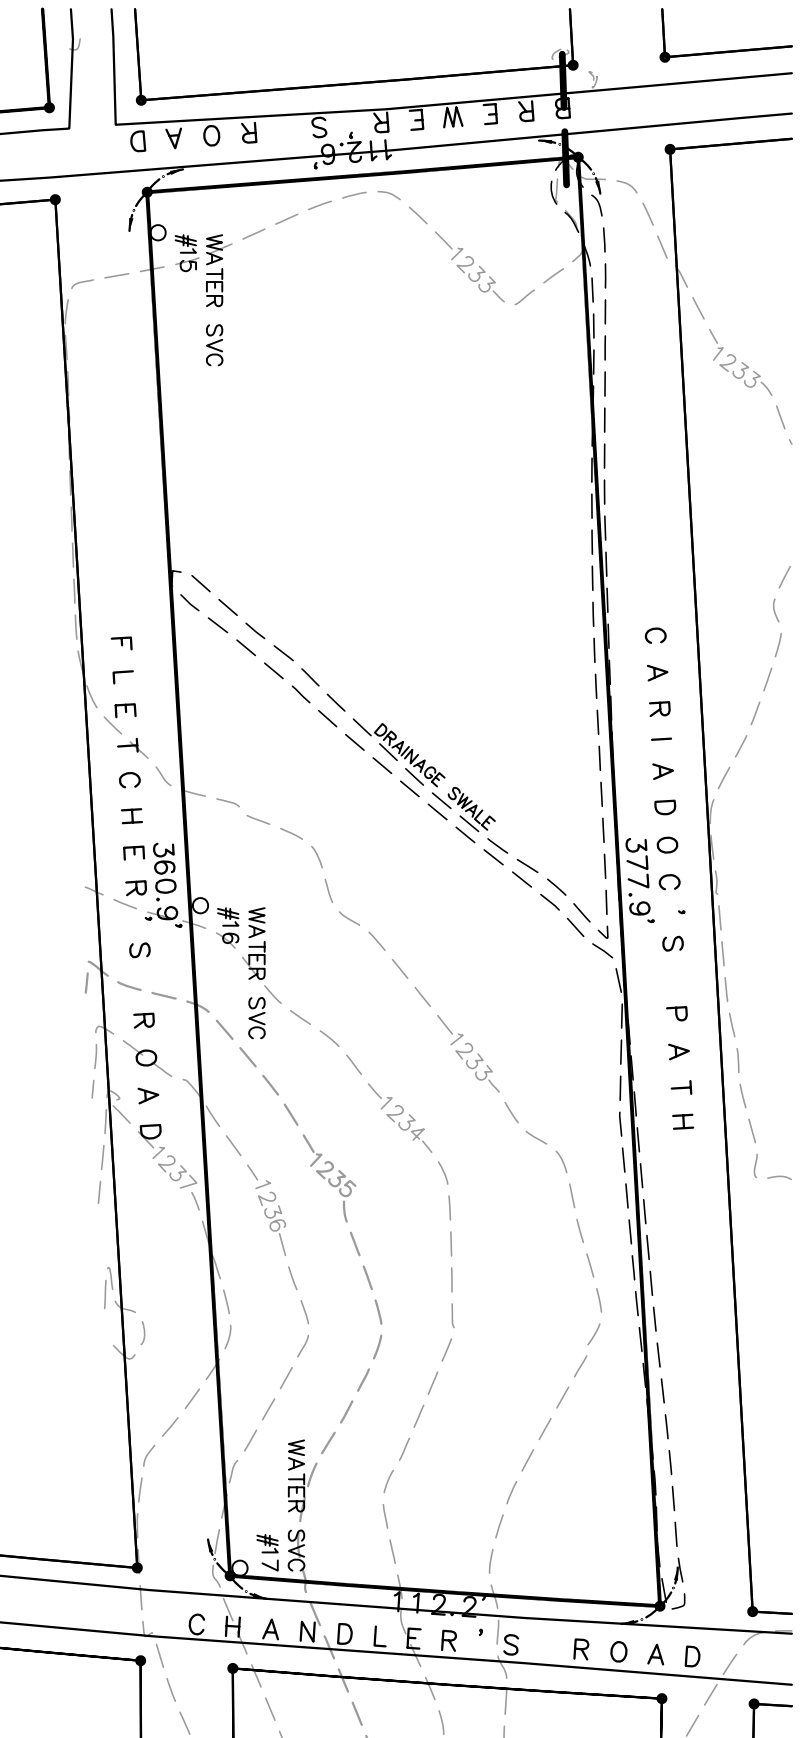 BREWER'S ROAD
112.6'
WATER SVC
#15
1233
1233
FLETCHER'S ROAD
360.9'
CARIADOC'S PATH
377.9'
DRAINAGE SWALE
WATER SVC
#16
1233
1234
1235
1236
1237
WATER SVC
#17
112.2'
CHANDLER'S ROAD